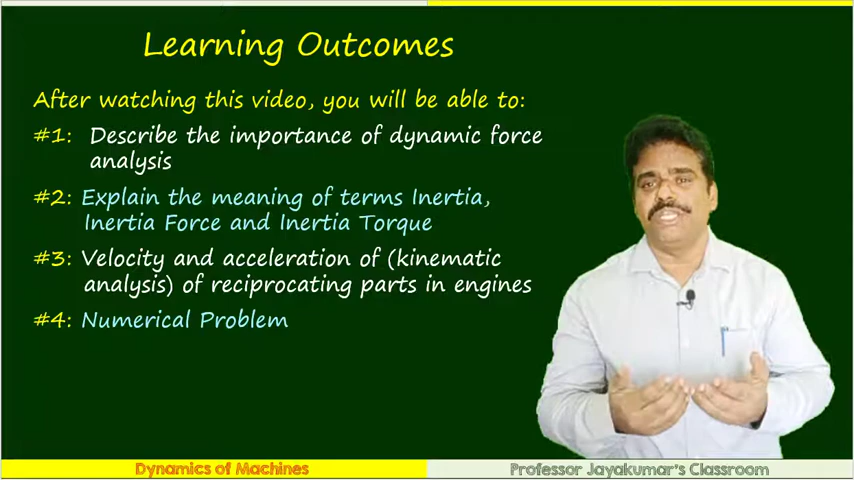 Learning Outcomes
After watching this video, you will be able to:
#1: Describe the importance of dynamic force
analysis
#2: Explain the meaning of terms Inertia,
Inertia Force and Inertia Torque
#3: Velocity and acceleration of (kinematic
analysis) of reciprocating parts in engines
#4: Numerical Problem
Dynamics of Machines
Professor Jayakumar's Classroom